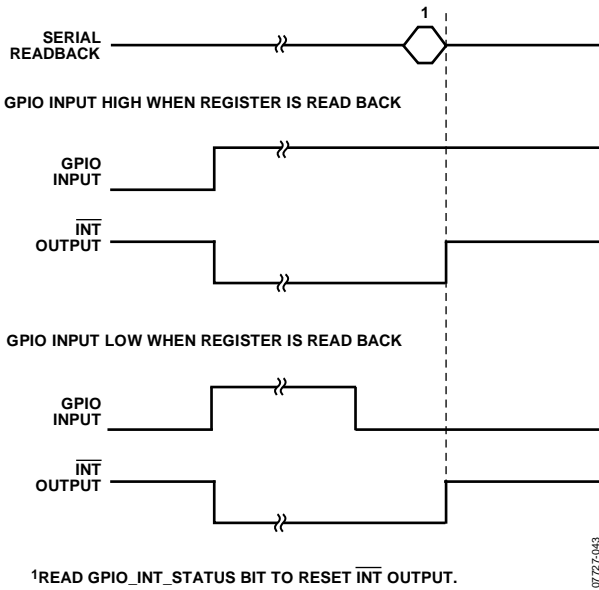 1
SERIAL
READBACK
GPIO INPUT HIGH WHEN REGISTER IS READ BACK
GPIO
INPUT
INT
OUTPUT
GPIO INPUT LOW WHEN REGISTER IS READ BACK
GPIO
INPUT
INT
OUTPUT
1READ GPIO_INT_STATUS BIT TO RESET INT OUTPUT.
07727-043